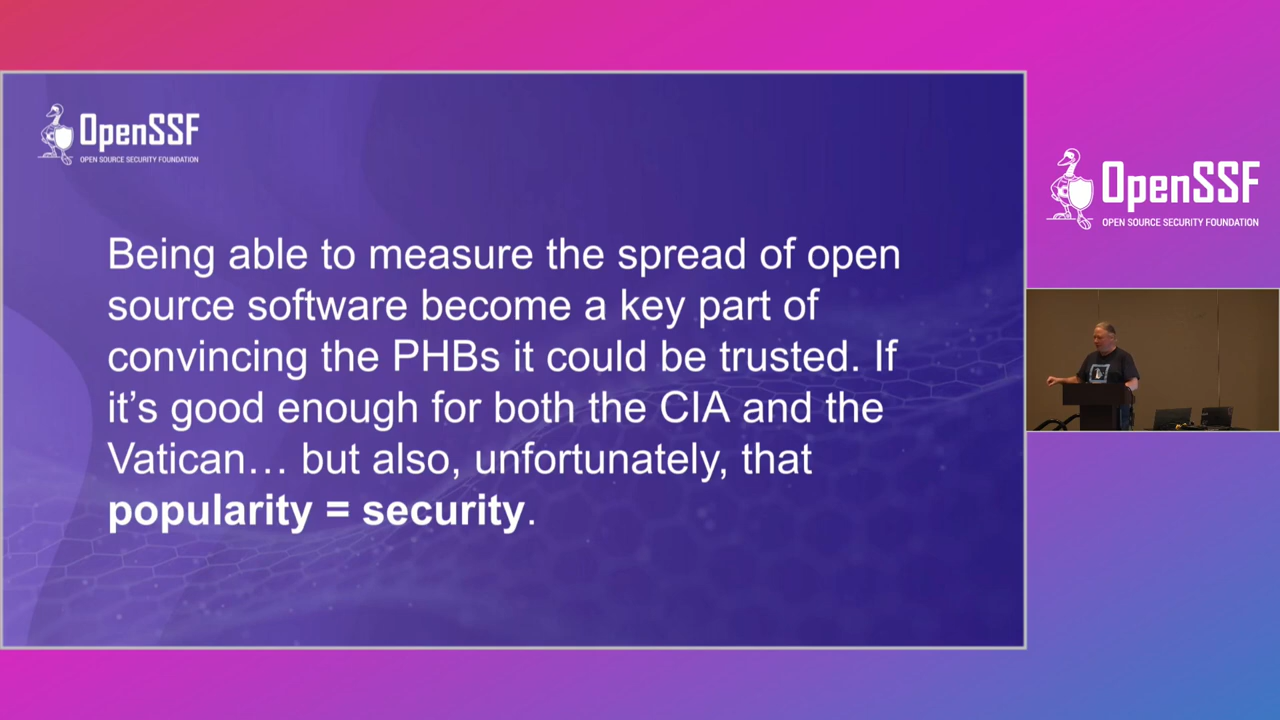 OpenSSF
OPEN SOURCE SECURITY FOUNDATION
Being able to measure the spread of open
source software become a key part of
convincing the PHBs it could be trusted. If
it’s good enough for both the CIA and the
Vatican… but also, unfortunately, that
popularity = security.
OpenSSF
OPEN SOURCE SECURITY FOUNDATION